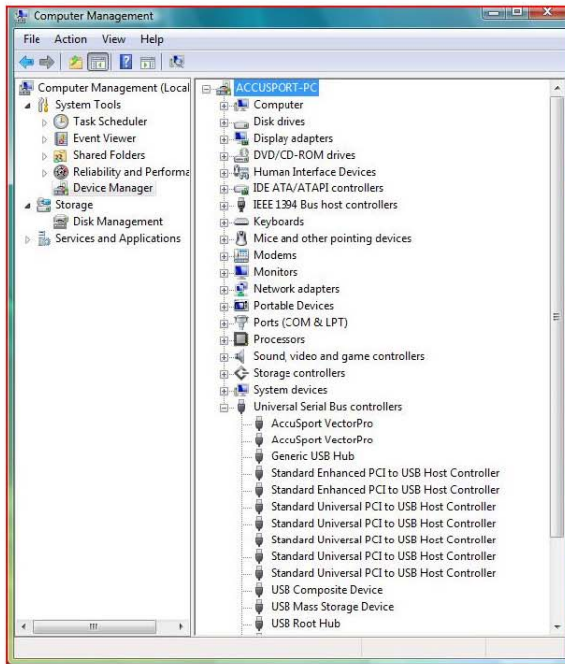 Computer Management
File Action View Help
Computer Management (Local
System Tools
Task Scheduler
Event Viewer
Shared Folders
Reliability and Performa
Device Manager
Storage
Disk Management
Services and Applications
ACCUSPORT-PC
Computer
Disk drives
Display adapters
DVD/CD-ROM drives
Human Interface Devices
IDE ATA/ATAPI controllers
IEEE 1394 Bus host controllers
Keyboards
Mice and other pointing devices
Modems
Monitors
Network adapters
Portable Devices
Ports (COM & LPT)
Processors
Sound, video and game controllers
Storage controllers
System devices
Universal Serial Bus controllers
AccuSport VectorPro
AccuSport VectorPro
Generic USB Hub
Standard Enhanced PCI to USB Host Controller
Standard Enhanced PCI to USB Host Controller
Standard Universal PCI to USB Host Controller
Standard Universal PCI to USB Host Controller
Standard Universal PCI to USB Host Controller
Standard Universal PCI to USB Host Controller
Standard Universal PCI to USB Host Controller
USB Composite Device
USB Mass Storage Device
USB Root Hub